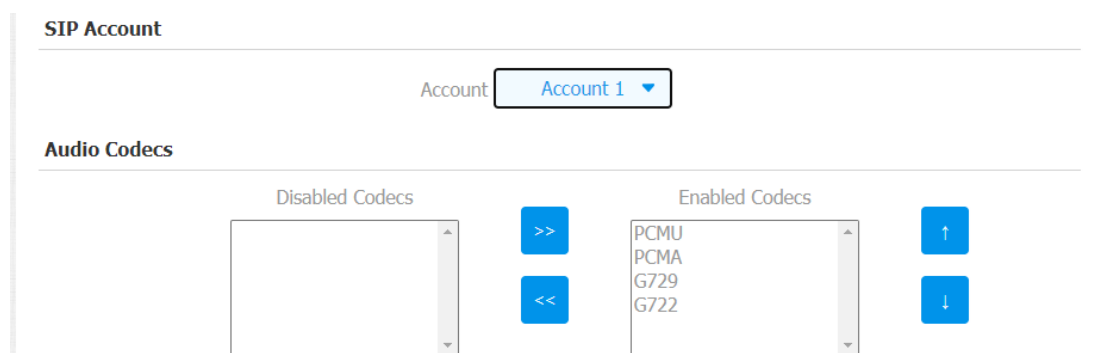 SIP Account
Account Account 1
Audio Codecs
Disabled Codecs Enabled Codecs
>>
<<
PCMU
PCMA
G729
G722
↑
↓